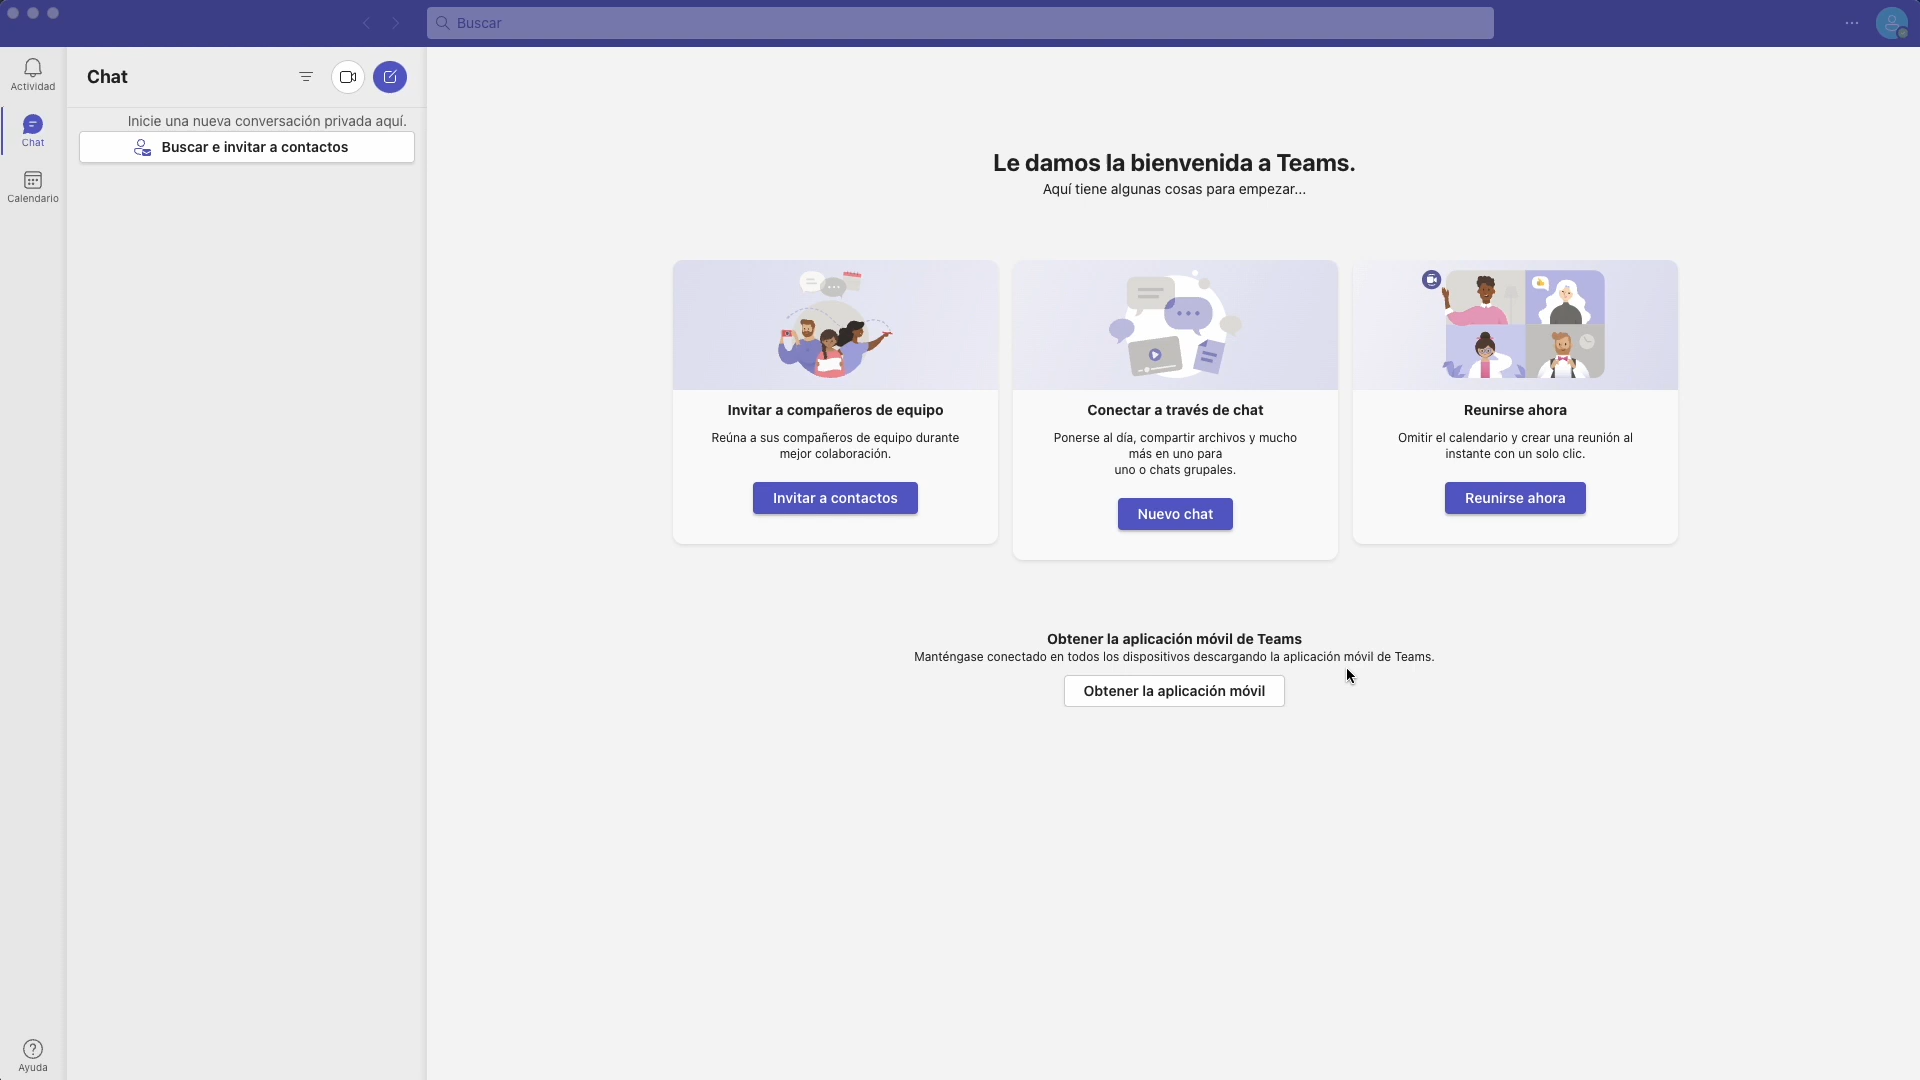 Buscar
Actividad
Chat
Calendario
Ayuda
Chat
Inicie una nueva conversación privada aquí.
Buscar e invitar a contactos
Le damos la bienvenida a Teams.
Aquí tiene algunas cosas para empezar...
Invitar a compañeros de equipo
Reúna a sus compañeros de equipo durante
mejor colaboración.
Invitar a contactos
Conectar a través de chat
Ponerse al día, compartir archivos y mucho
más en uno para
uno o chats grupales.
Nuevo chat
Reunirse ahora
Omitir el calendario y crear una reunión al
instante con un solo clic.
Reunirse ahora
Obtener la aplicación móvil de Teams
Manténgase conectado en todos los dispositivos descargando la aplicación móvil de Teams.
Obtener la aplicación móvil